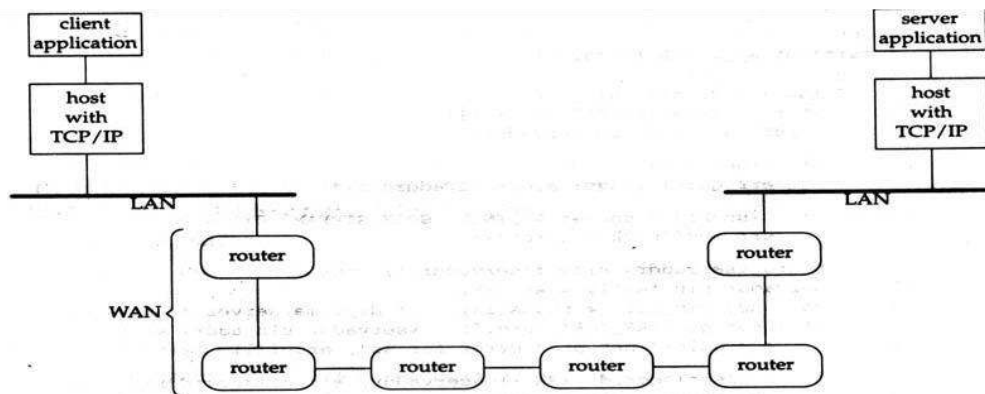 client
application
server
application
host
with
TCP/IP
host
with
TCP/IP
LAN
LAN
router
router
WAN
router
router
router
router